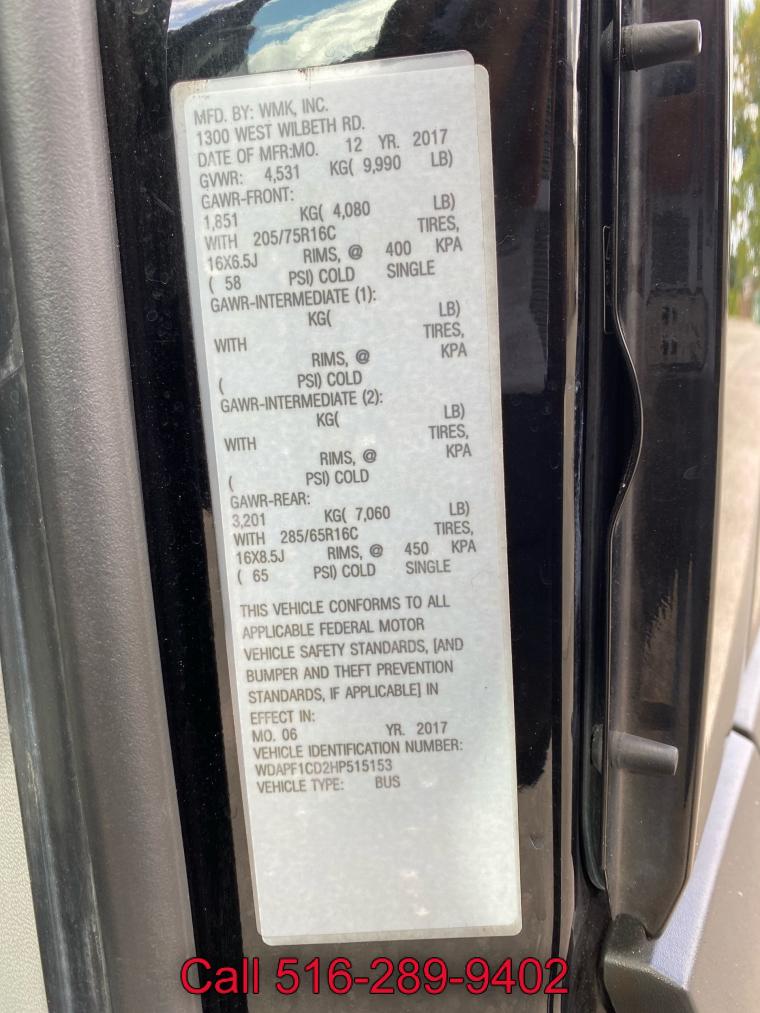 MFD. BY: WMK, INC.
1300 WEST WILBETH RD.
DATE OF MFR:MO. 12 YR. 2017
GVWR: 4,531 KG( 9,990 LB)
GAWR-FRONT:
1,851 KG( 4,080 LB)
WITH 205/75R16C TIRES,
16X6.5J RIMS, @ 400 KPA
( 58 PSI) COLD SINGLE
GAWR-INTERMEDIATE (1):
KG( LB)
WITH TIRES,
RIMS, @ KPA
( PSI) COLD
GAWR-INTERMEDIATE (2):
KG( LB)
WITH TIRES,
RIMS, @ KPA
( PSI) COLD
GAWR-REAR:
3,201 KG( 7,060 LB)
WITH 285/65R16C TIRES,
16X8.5J RIMS, @ 450 KPA
( 65 PSI) COLD SINGLE
THIS VEHICLE CONFORMS TO ALL
APPLICABLE FEDERAL MOTOR
VEHICLE SAFETY STANDARDS, [AND
BUMPER AND THEFT PREVENTION
STANDARDS, IF APPLICABLE] IN
EFFECT IN:
MO. 06 YR. 2017
VEHICLE IDENTIFICATION NUMBER:
WDAPF1CD2HP515153
VEHICLE TYPE: BUS
Call 516-289-9402